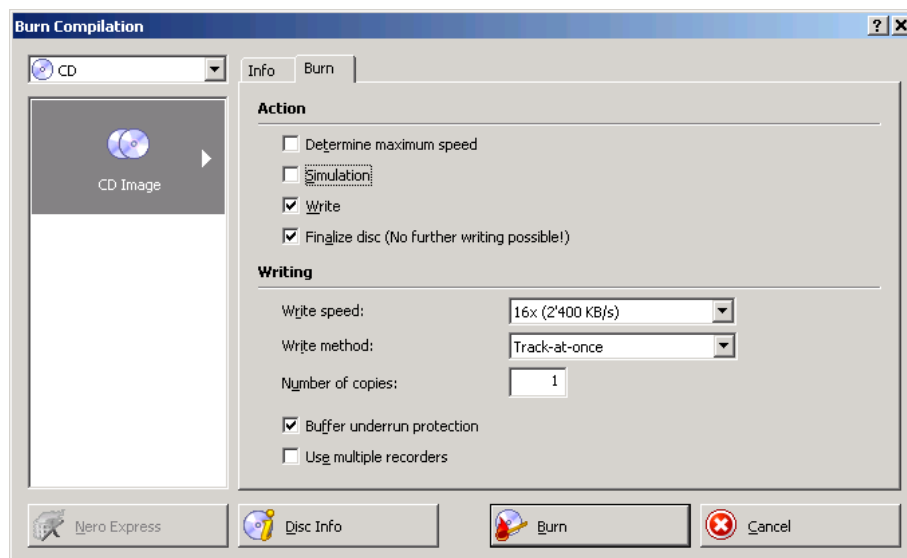 Burn Compilation
CD
CD Image
Info
Burn
Action
Determine maximum speed
Simulation
Write
Finalize disc (No further writing possible!)
Writing
Write speed: 16x (2'400 KB/s)
Write method: Track-at-once
Number of copies: 1
Buffer underrun protection
Use multiple recorders
Nero Express
Disc Info
Burn
Cancel